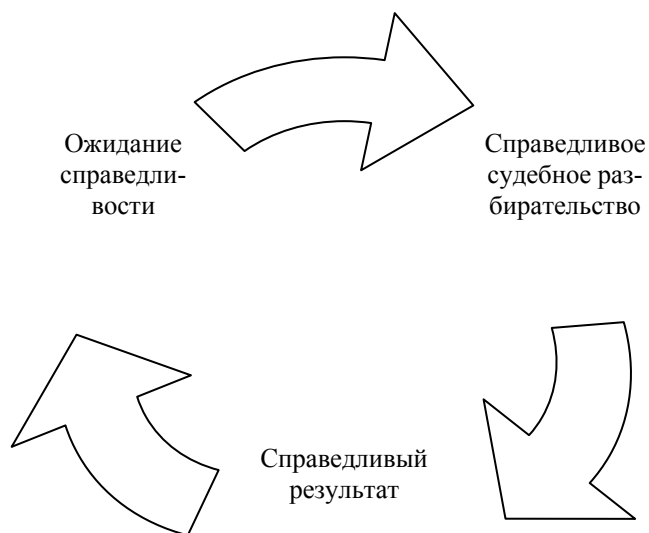 Ожидание
справедли-
вости
Справедливое
судебное раз-
бирательство
Справедливый
результат